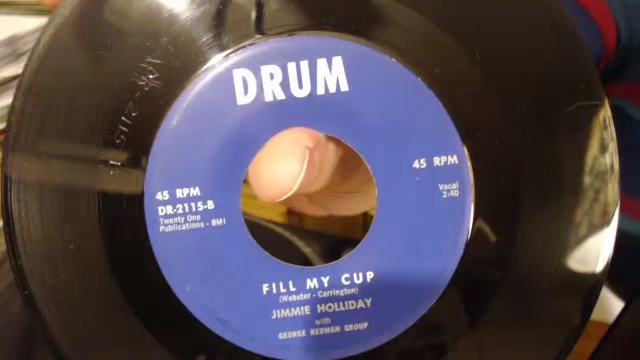 DRUM
45 RPM
45 RPM
DR-2115-B
Twenty One
Publications - BMI
Vocal
2:40
FILL MY CUP
(Webster - Carrington)
JIMMIE HOLLIDAY
with
GEORGE REDMAN GROUP